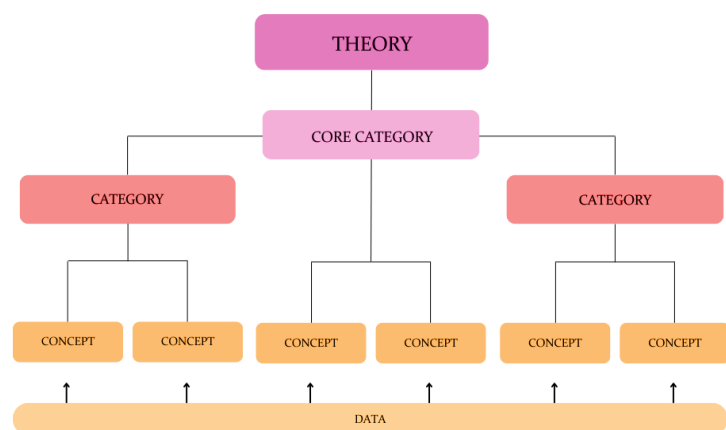 THEORY
CORE CATEGORY
CATEGORY
CATEGORY
CONCEPT
CONCEPT
CONCEPT
CONCEPT
CONCEPT
CONCEPT
DATA